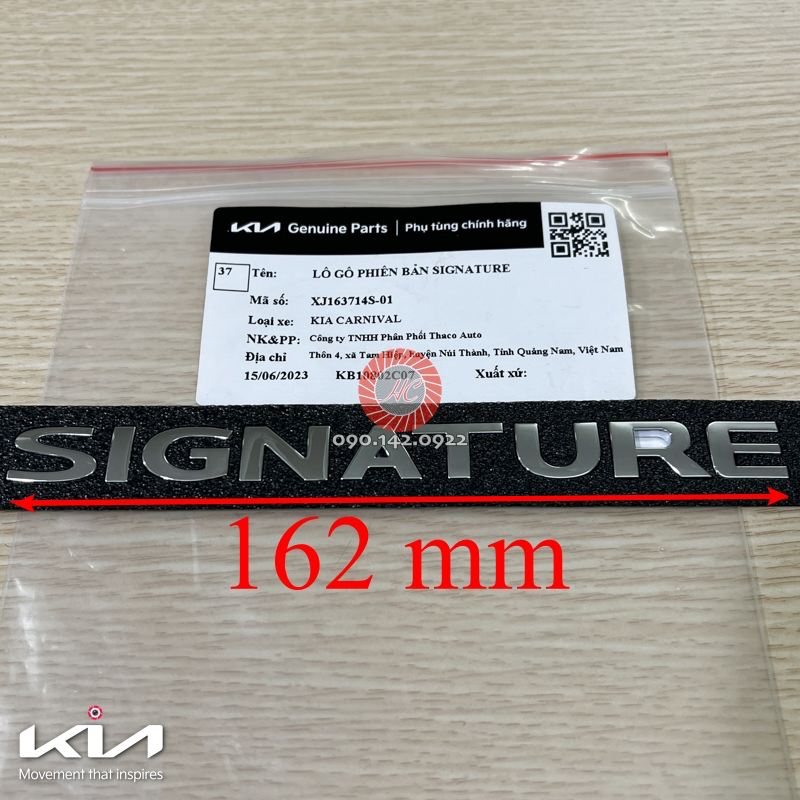 KIA Genuine Parts | Phụ tùng chính hãng
37 Tên: LÔ GÔ PHIÊN BẢN SIGNATURE
Mã số: XJ163714S-01
Loại xe: KIA CARNIVAL
NK&PP: Công ty TNHH Phân Phối Thaco Auto
Địa chỉ Thôn 4, xã Tam Hiệp, huyện Núi Thành, Tỉnh Quảng Nam, Việt Nam
15/06/2023 KB10802C07 Xuất xứ:
AC
090.142.0922
SIGNATURE
162 mm
KIA
Movement that inspires